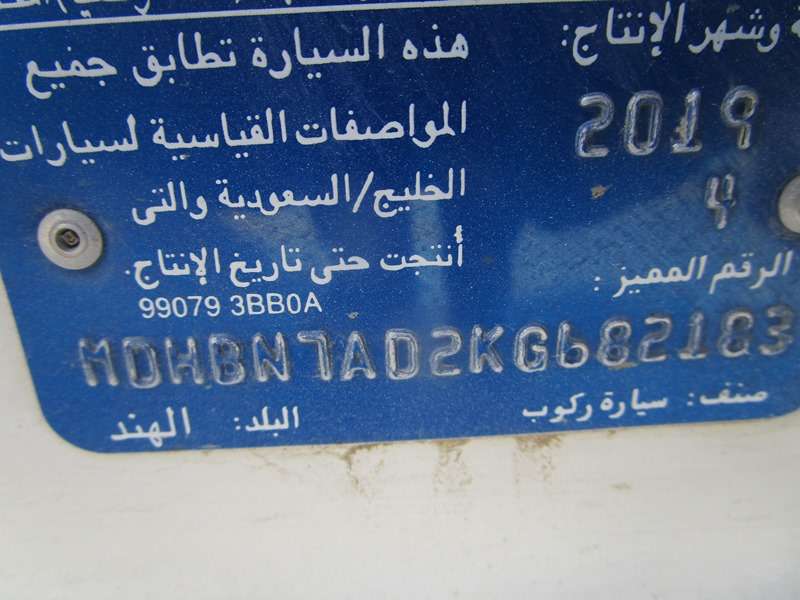 وشهر الإنتاج:
2019
4
هذه السيارة تطابق جميع
المواصفات القياسية لسيارات
الخليج/السعودية والتى
أنتجت حتى تاريخ الإنتاج.
99079 3BB0A
الرقم المميز :
MDHBN7AD2KG682183
صنف: سيارة ركوب
البلد: الهند